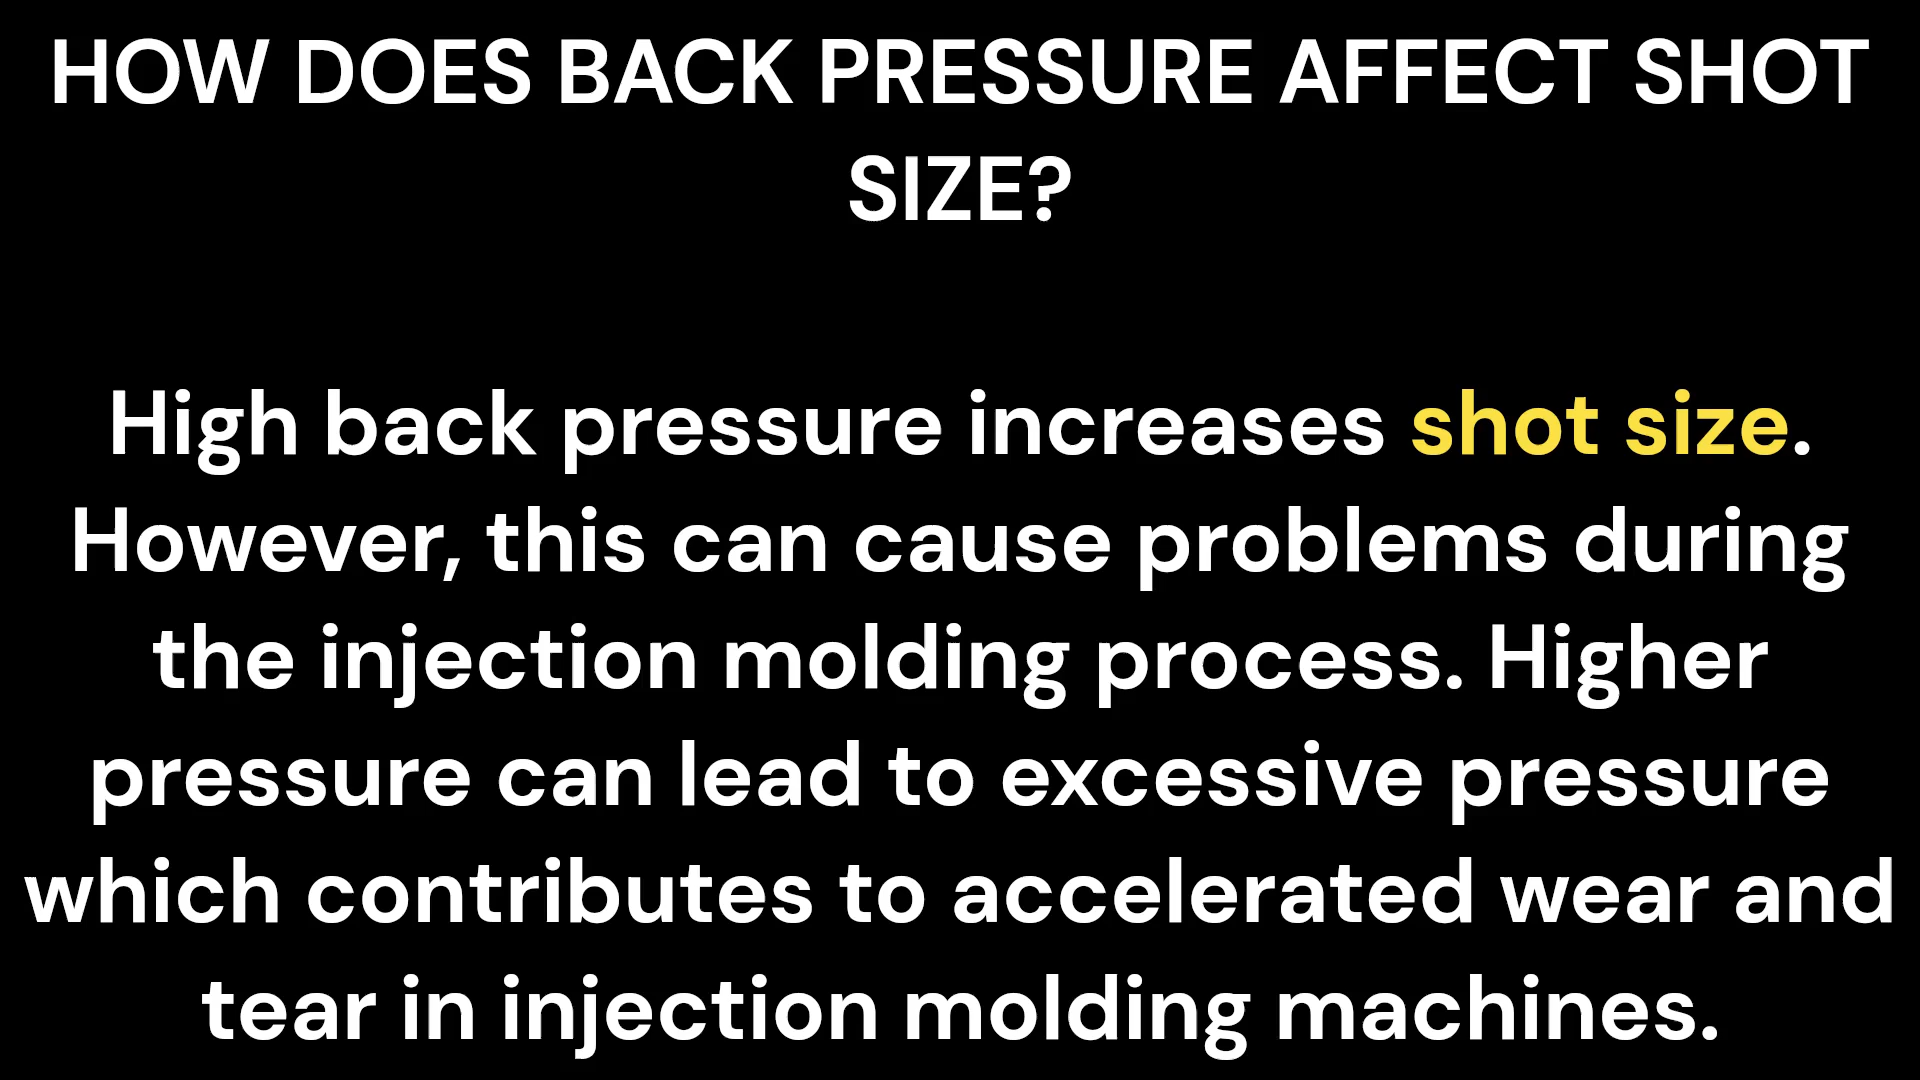 HOW DOES BACK PRESSURE AFFECT SHOT
SIZE?
High back pressure increases shot size.
However, this can cause problems during
the injection molding process. Higher
pressure can lead to excessive pressure
which contributes to accelerated wear and
tear in injection molding machines.